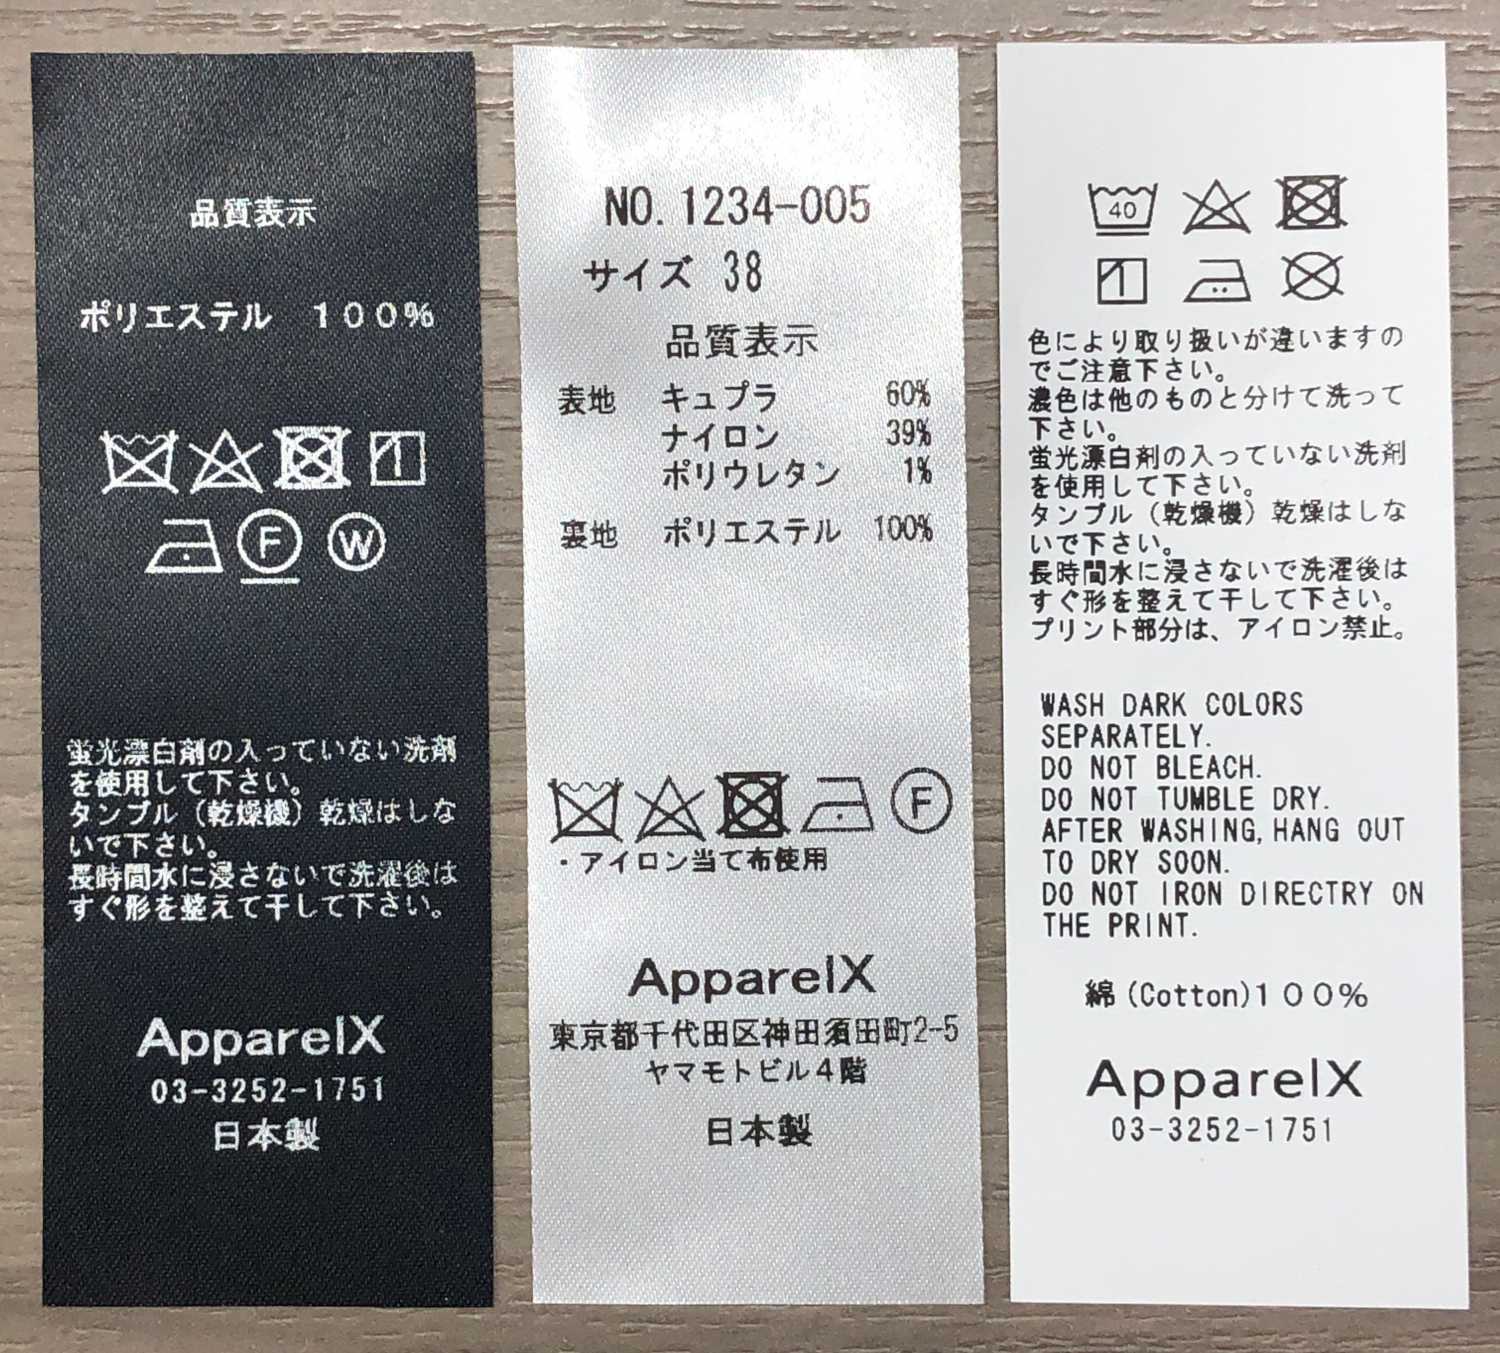 品質表示
ポリエステル　１００％
F
W
蛍光漂白剤の入っていない洗剤
を使用して下さい。
タンブル（乾燥機）乾燥はしな
いで下さい。
長時間水に浸さないで洗濯後は
すぐ形を整えて干して下さい。
ApparelX
03-3252-1751
日本製
NO. 1234-005
サイズ 38
品質表示
表地 キュプラ 60%
ナイロン 39%
ポリウレタン 1%
裏地 ポリエステル 100%
F
・アイロン当て布使用
ApparelX
東京都千代田区神田須田町2-5
ヤマモトビル４階
日本製
40
色により取り扱いが違いますの
でご注意下さい。
濃色は他のものと分けて洗って
下さい。
蛍光漂白剤の入っていない洗剤
を使用して下さい。
タンブル（乾燥機）乾燥はしな
いで下さい。
長時間水に浸さないで洗濯後は
すぐ形を整えて干して下さい。
プリント部分は、アイロン禁止。
WASH DARK COLORS
SEPARATELY.
DO NOT BLEACH.
DO NOT TUMBLE DRY.
AFTER WASHING, HANG OUT
TO DRY SOON.
DO NOT IRON DIRECTRY ON
THE PRINT.
綿(Cotton)１００％
ApparelX
03-3252-1751